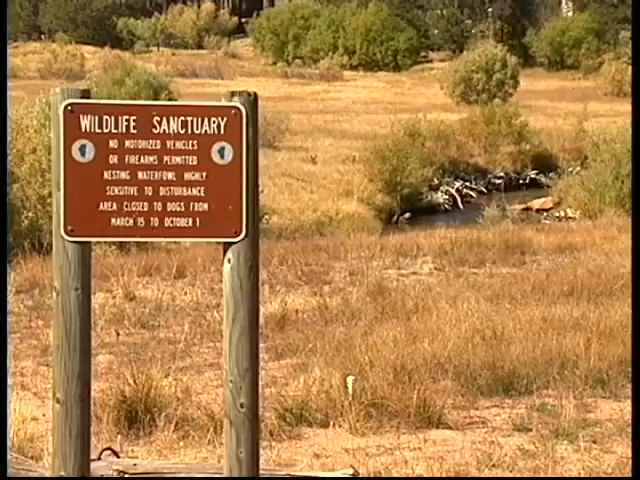 WILDLIFE SANCTUARY
NO MOTORIZED VEHICLES
OR FIREARMS PERMITTED
NESTING WATERFOWL HIGHLY
SENSITIVE TO DISTURBANCE
AREA CLOSED TO DOGS FROM
MARCH 15 TO OCTOBER 1